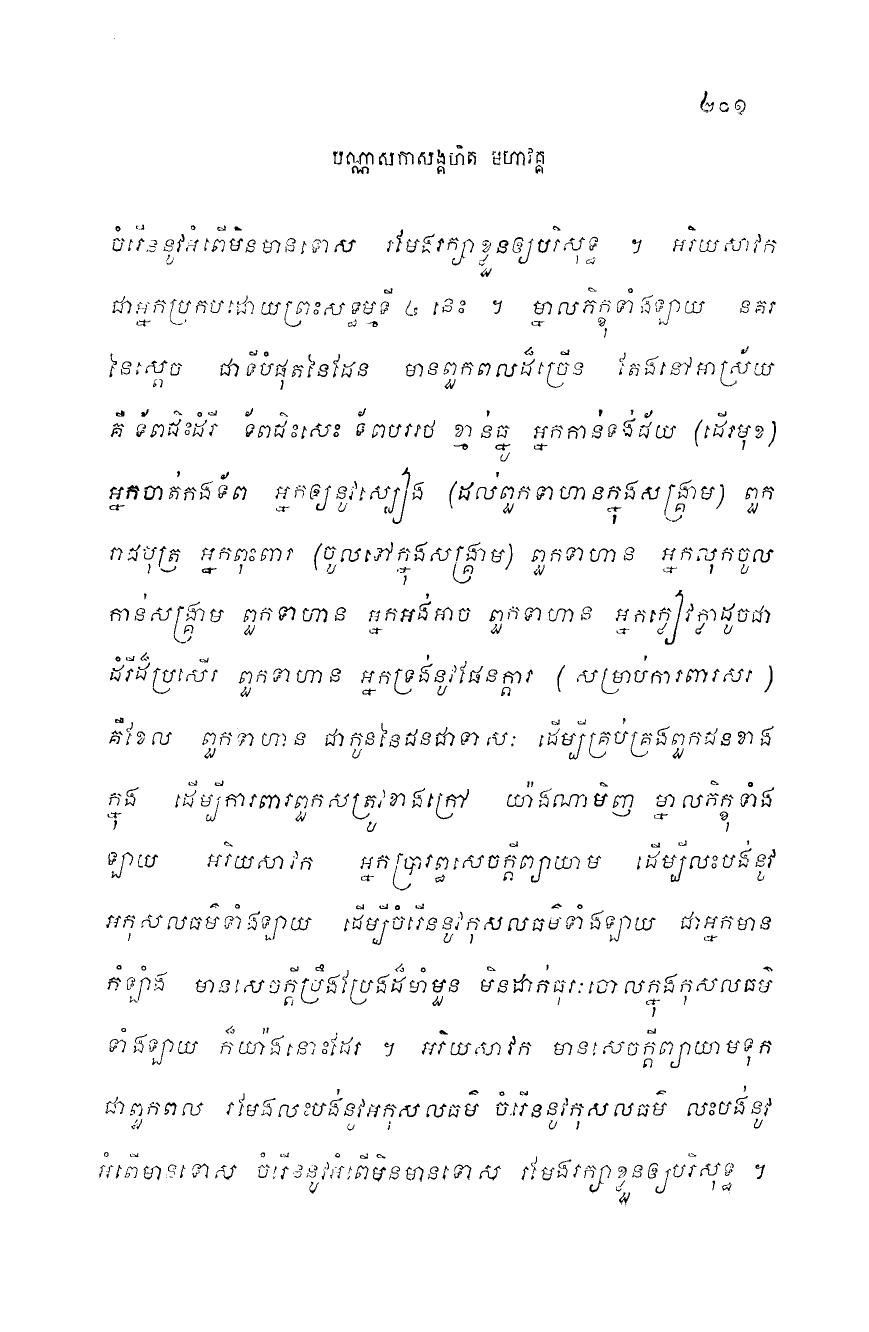 ២០១
បណ្ណាសកាសង្គហិត មហាវគ្គ
ចំរើននូវអំពើមិនមានទោស រមែងរក្សាខ្លួនឲ្យបរិសុទ្ធ ។ អរិយសាវក
ជាអ្នកប្រកបដោយព្រះសទ្ធម្មទី ៤ នេះ ។ ម្នាលភិក្ខុទាំងឡាយ នគរ
នៃស្តេច ជាទីបំផុតនៃដែន មានពួកពលដ៏ច្រើន តែងនៅអាស្រ័យ
គឺ ទ័ពជិះដំរី ទ័ពជិះសេះ ទ័ពបររថ ខ្មាន់ធ្នូ អ្នកកាន់ទង់ជ័យ (ដើរមុខ)
អ្នកចាត់កងទ័ព អ្នកឲ្យនូវស្បៀង (ដល់ពួកទាហានក្នុងសង្គ្រាម) ពួក
រាជបុត្រ អ្នកពុះពារ (ចូលទៅក្នុងសង្គ្រាម) ពួកទាហាន អ្នកលុកចូល
កាន់សង្គ្រាម ពួកទាហាន អ្នកអង់អាច ពួកទាហាន អ្នកក្លៀវក្លាដូចជា
ដំរីដ៏ប្រសើរ ពួកទាហាន អ្នកទ្រង់នូវផែនក្តារ ( សម្រាប់ការពារសរ )
គឺខែល ពួកទាហាន ជាកូននៃជនជាទាសៈ ដើម្បីគ្រប់គ្រងពួកជនខាង
ក្នុង ដើម្បីការពារពួកសត្រូវខាងក្រៅ យ៉ាងណាមិញ ម្នាលភិក្ខុទាំង
ឡាយ អរិយសាវក អ្នកប្រារព្ធសេចក្តីព្យាយាម ដើម្បីលះបង់នូវ
អកុសលធម៌ទាំងឡាយ ដើម្បីចំរើននូវកុសលធម៌ទាំងឡាយ ជាអ្នកមាន
កំឡាំង មានសេចក្តីប្រឹងប្រែងដ៏មាំមួន មិនដាក់ធុរៈចោលក្នុងកុសលធម៌
ទាំងឡាយ ក៏យ៉ាងនោះដែរ ។ អរិយសាវក មានសេចក្តីព្យាយាមទុក
ជាពួកពល រមែងលះបង់នូវអកុសលធម៌ ចំរើននូវកុសលធម៌ លះបង់នូវ
អំពើមានទោស ចំរើននូវអំពើមិនមានទោស រមែងរក្សាខ្លួនឲ្យបរិសុទ្ធ ។